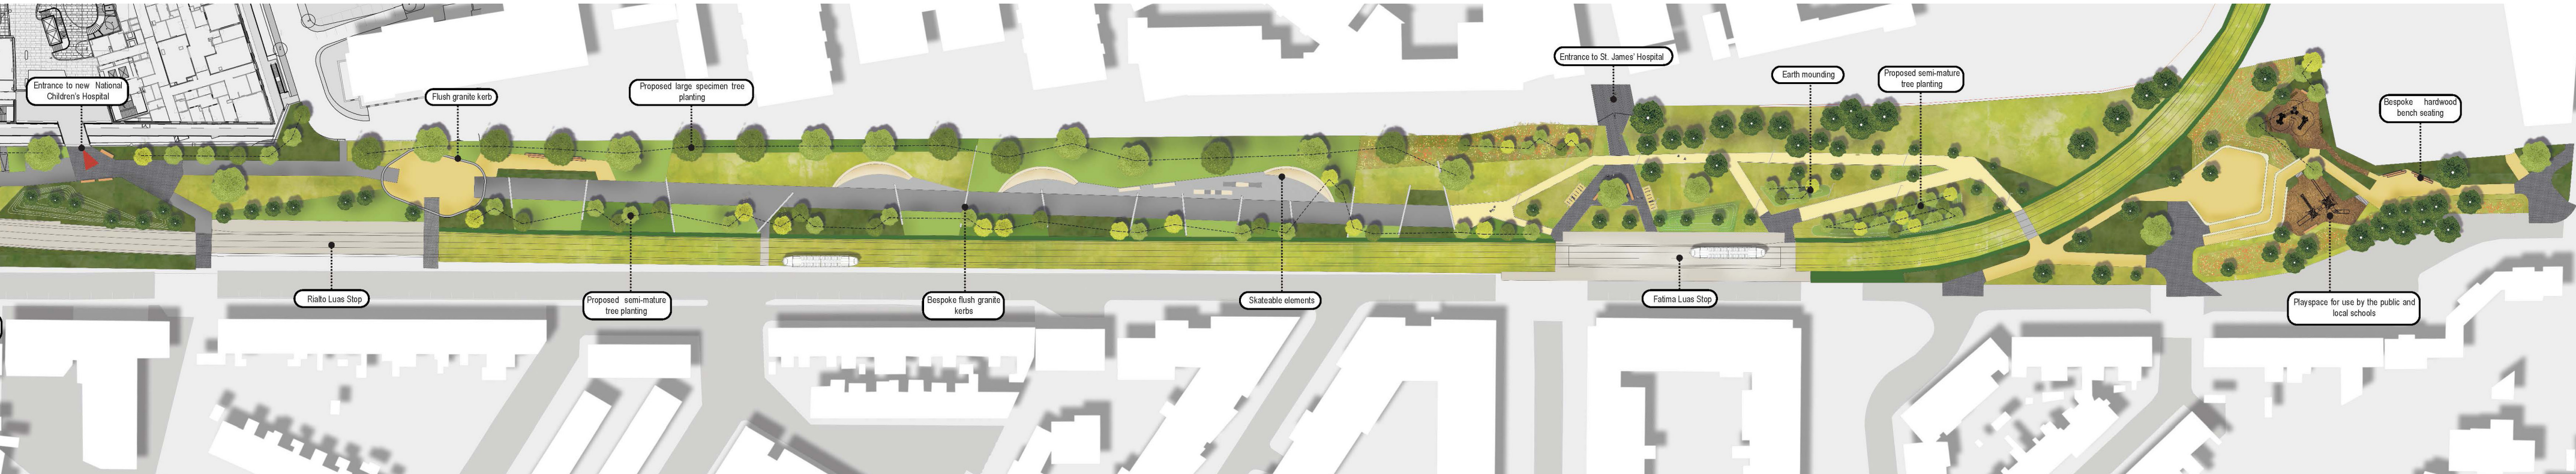 Entrance to new National
Children's Hospital
Flush granite kerb
Proposed large specimen tree
planting
Entrance to St. James' Hospital
Earth mounding
Proposed semi-mature
tree planting
Bespoke hardwood
bench seating
Rialto Luas Stop
Proposed semi-mature
tree planting
Bespoke flush granite
kerbs
Skateable elements
Fatima Luas Stop
Playspace for use by the public and
local schools